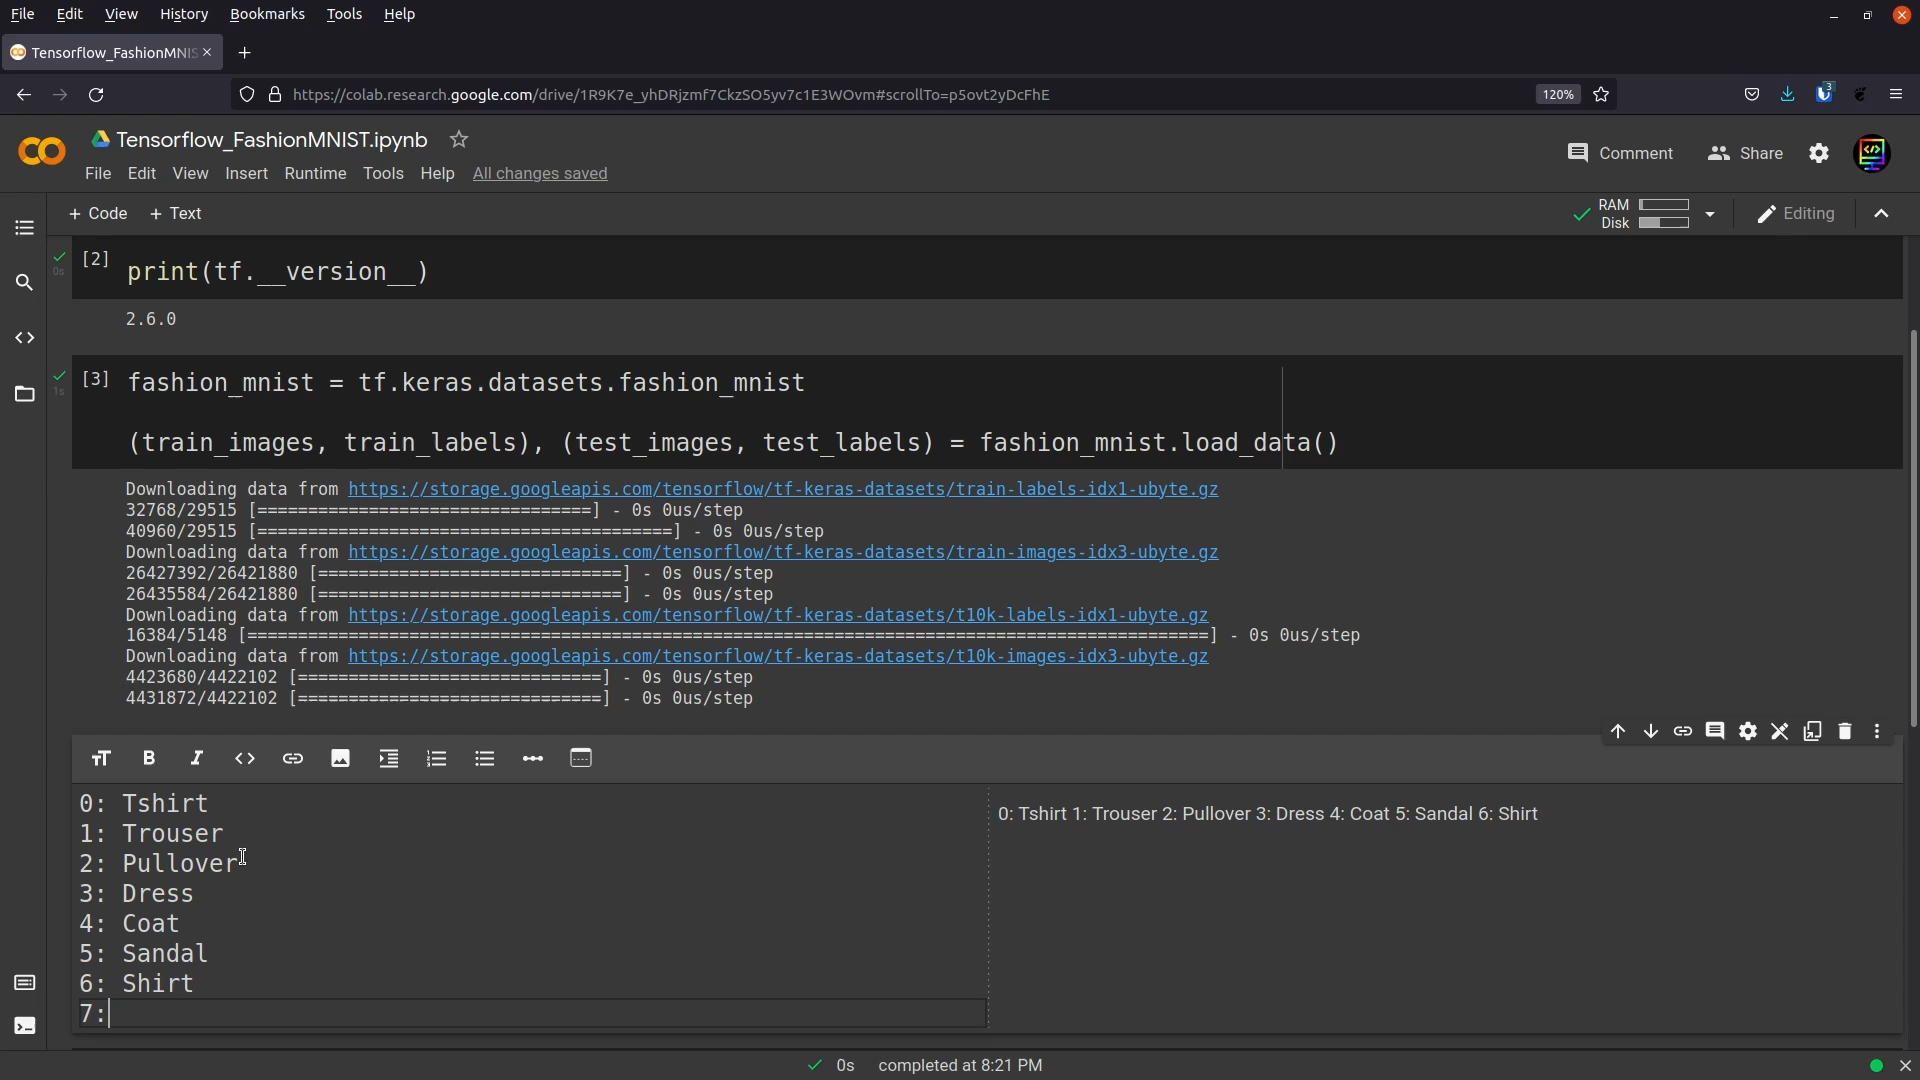 File Edit View History Bookmarks Tools Help
Tensorflow_FashionMNIS
https://colab.research.google.com/drive/1R9K7e_yhDRjzmf7CkzSO5yv7c1E3WOvm#scrollTo=p5ovt2yDcFhE 120% 3
Tensorflow_FashionMNIST.ipynb
Comment Share
File Edit View Insert Runtime Tools Help All changes saved
+ Code + Text
RAM
Disk
Editing
[2] print(tf.__version__)
0s
2.6.0
[3] fashion_mnist = tf.keras.datasets.fashion_mnist
1s
(train_images, train_labels), (test_images, test_labels) = fashion_mnist.load_data()
Downloading data from https://storage.googleapis.com/tensorflow/tf-keras-datasets/train-labels-idx1-ubyte.gz
32768/29515 [=================================] - 0s 0us/step
40960/29515 [=========================================] - 0s 0us/step
Downloading data from https://storage.googleapis.com/tensorflow/tf-keras-datasets/train-images-idx3-ubyte.gz
26427392/26421880 [==============================] - 0s 0us/step
26435584/26421880 [==============================] - 0s 0us/step
Downloading data from https://storage.googleapis.com/tensorflow/tf-keras-datasets/t10k-labels-idx1-ubyte.gz
16384/5148 [===============================================================================================] - 0s 0us/step
Downloading data from https://storage.googleapis.com/tensorflow/tf-keras-datasets/t10k-images-idx3-ubyte.gz
4423680/4422102 [==============================] - 0s 0us/step
4431872/4422102 [==============================] - 0s 0us/step
0: Tshirt
1: Trouser
2: Pullover
3: Dress
4: Coat
5: Sandal
6: Shirt
7:
0: Tshirt 1: Trouser 2: Pullover 3: Dress 4: Coat 5: Sandal 6: Shirt
0s completed at 8:21 PM